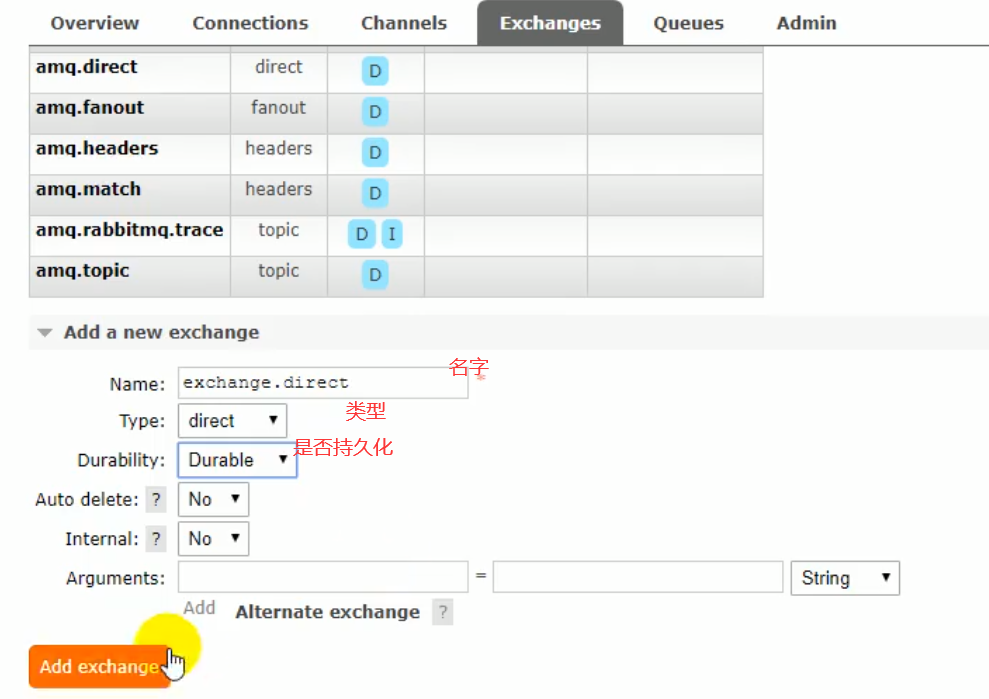 Overview Connections Channels Exchanges Queues Admin
amq.direct direct D
amq.fanout fanout D
amq.headers headers D
amq.match headers D
amq.rabbitmq.trace topic D I
amq.topic topic D
Add a new exchange
Name: exchange.direct 名字 *
Type: direct 类型
Durability: Durable 是否持久化
Auto delete: ? No
Internal: ? No
Arguments: = String
Add Alternate exchange ?
Add exchange